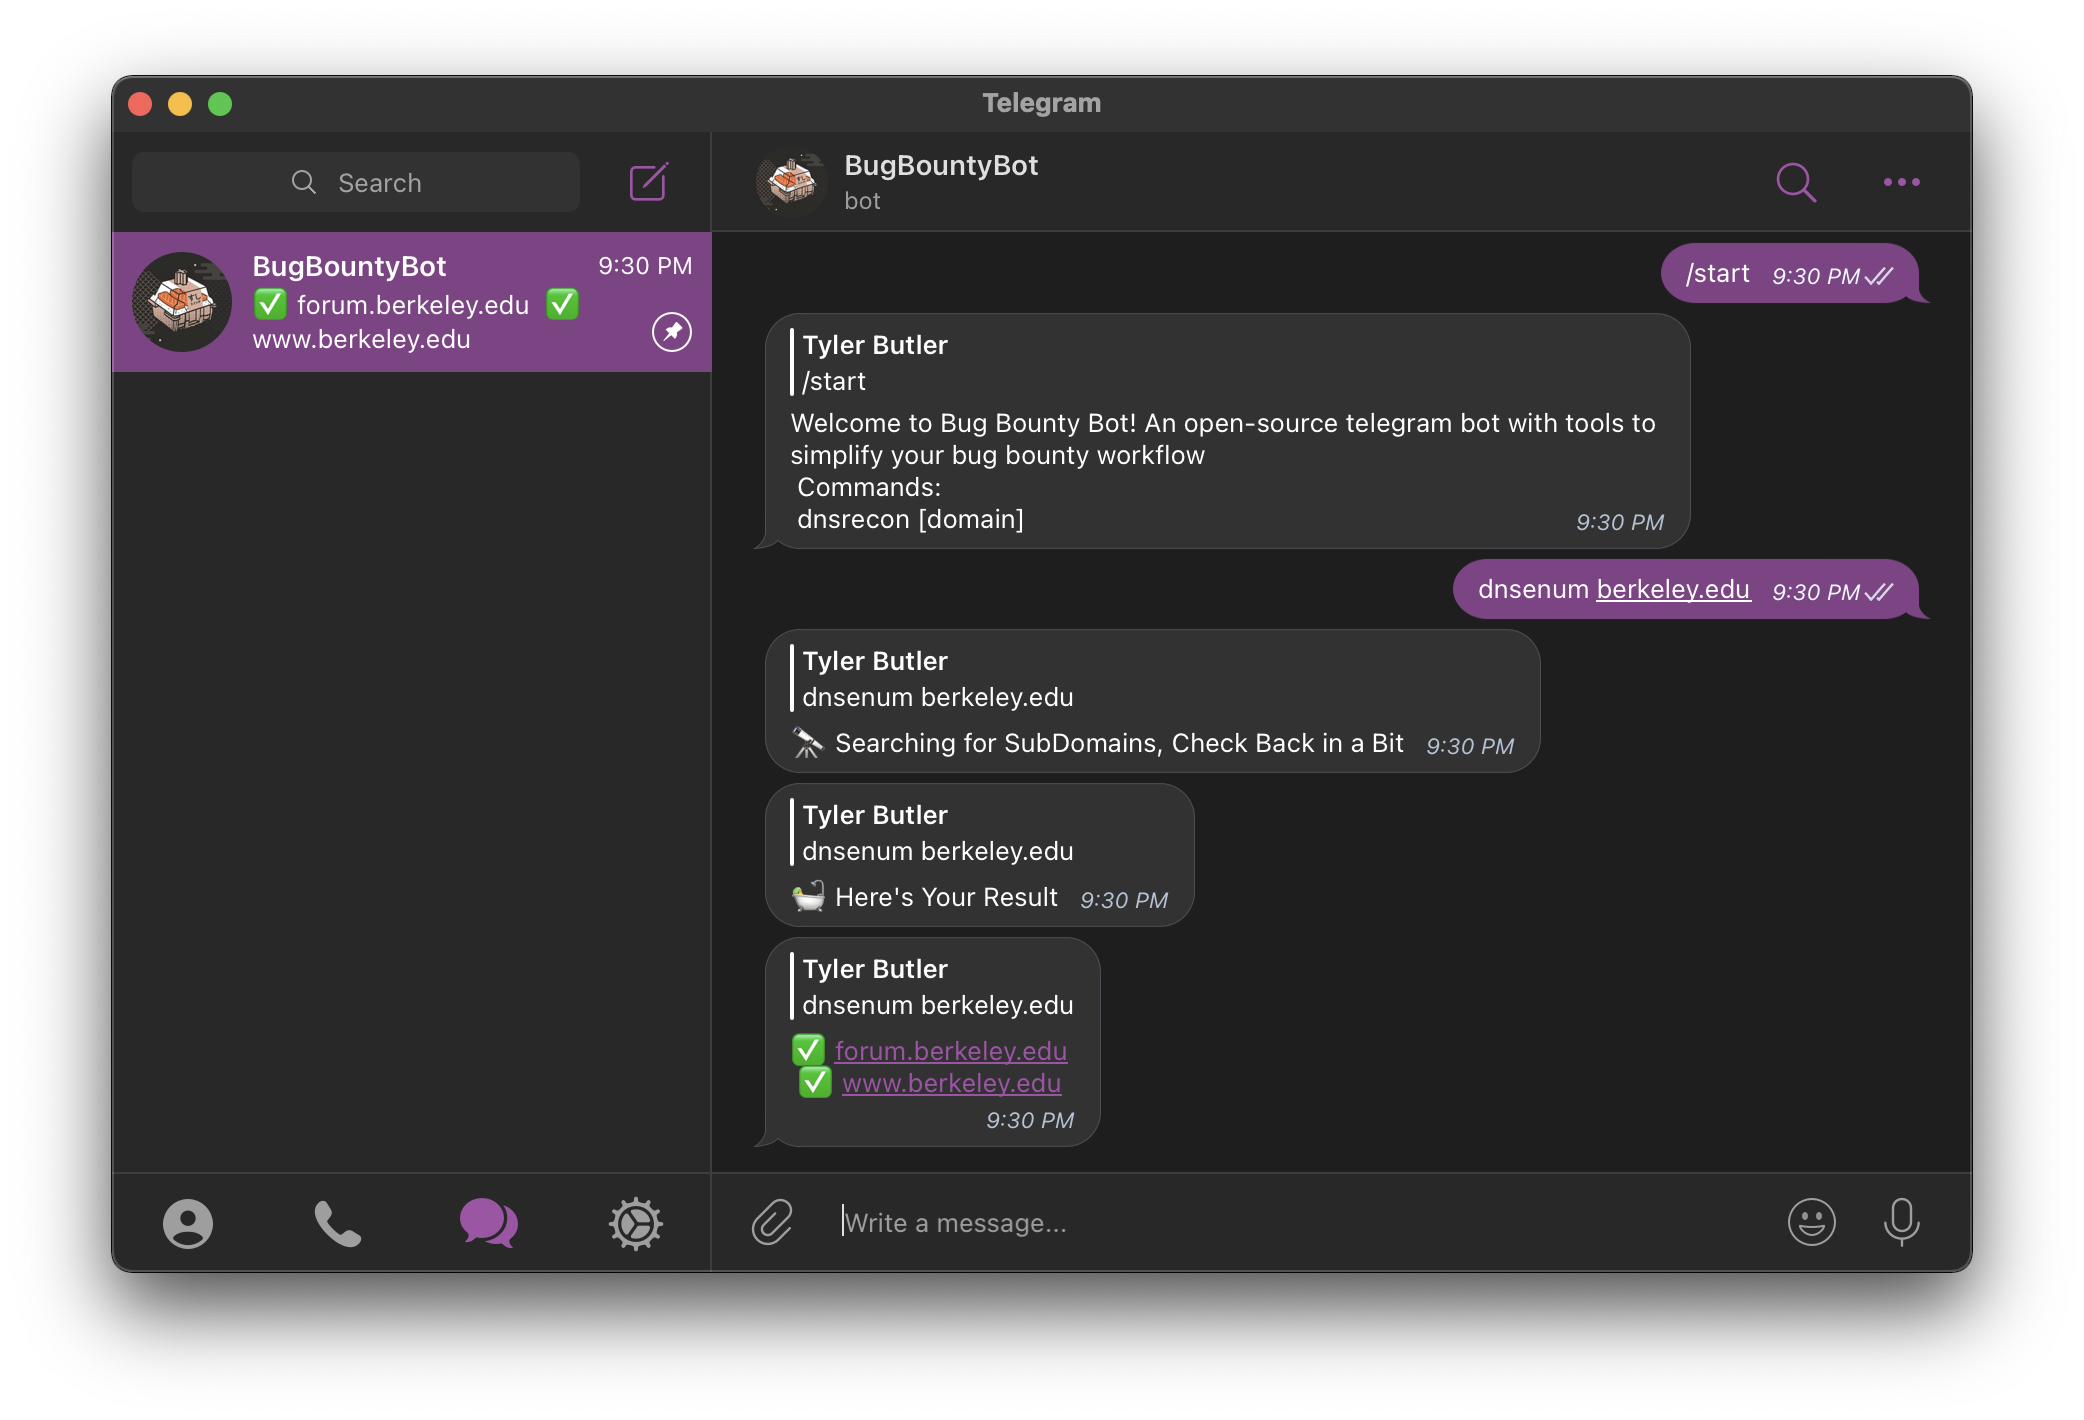 Telegram
Search
BugBountyBot
9:30 PM
✅ forum.berkeley.edu ✅
www.berkeley.edu
BugBountyBot
bot
/start 9:30 PM
Tyler Butler
/start
Welcome to Bug Bounty Bot! An open-source telegram bot with tools to
simplify your bug bounty workflow
Commands:
dnsrecon [domain]
9:30 PM
dnsenum berkeley.edu 9:30 PM
Tyler Butler
dnsenum berkeley.edu
🔭 Searching for SubDomains, Check Back in a Bit 9:30 PM
Tyler Butler
dnsenum berkeley.edu
🛀 Here's Your Result 9:30 PM
Tyler Butler
dnsenum berkeley.edu
✅ forum.berkeley.edu
✅ www.berkeley.edu
9:30 PM
Write a message...